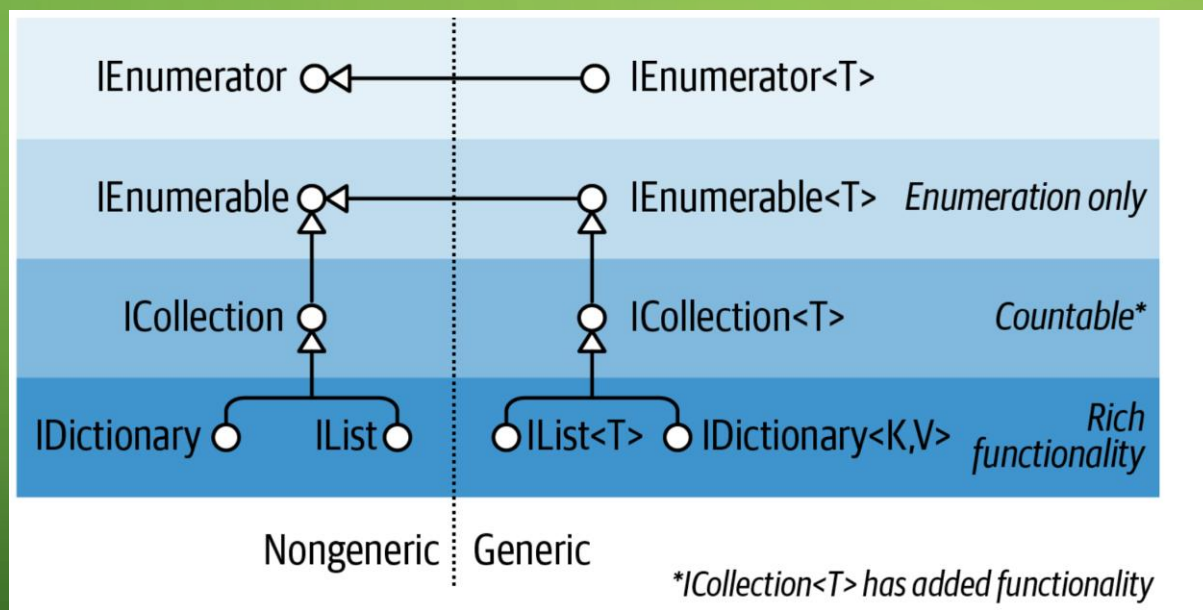 IEnumerator IEnumerator<T>
IEnumerable IEnumerable<T> Enumeration only
ICollection ICollection<T> Countable*
IDictionary IList IList<T> IDictionary<K,V> Rich
functionality
Nongeneric Generic
*ICollection<T> has added functionality